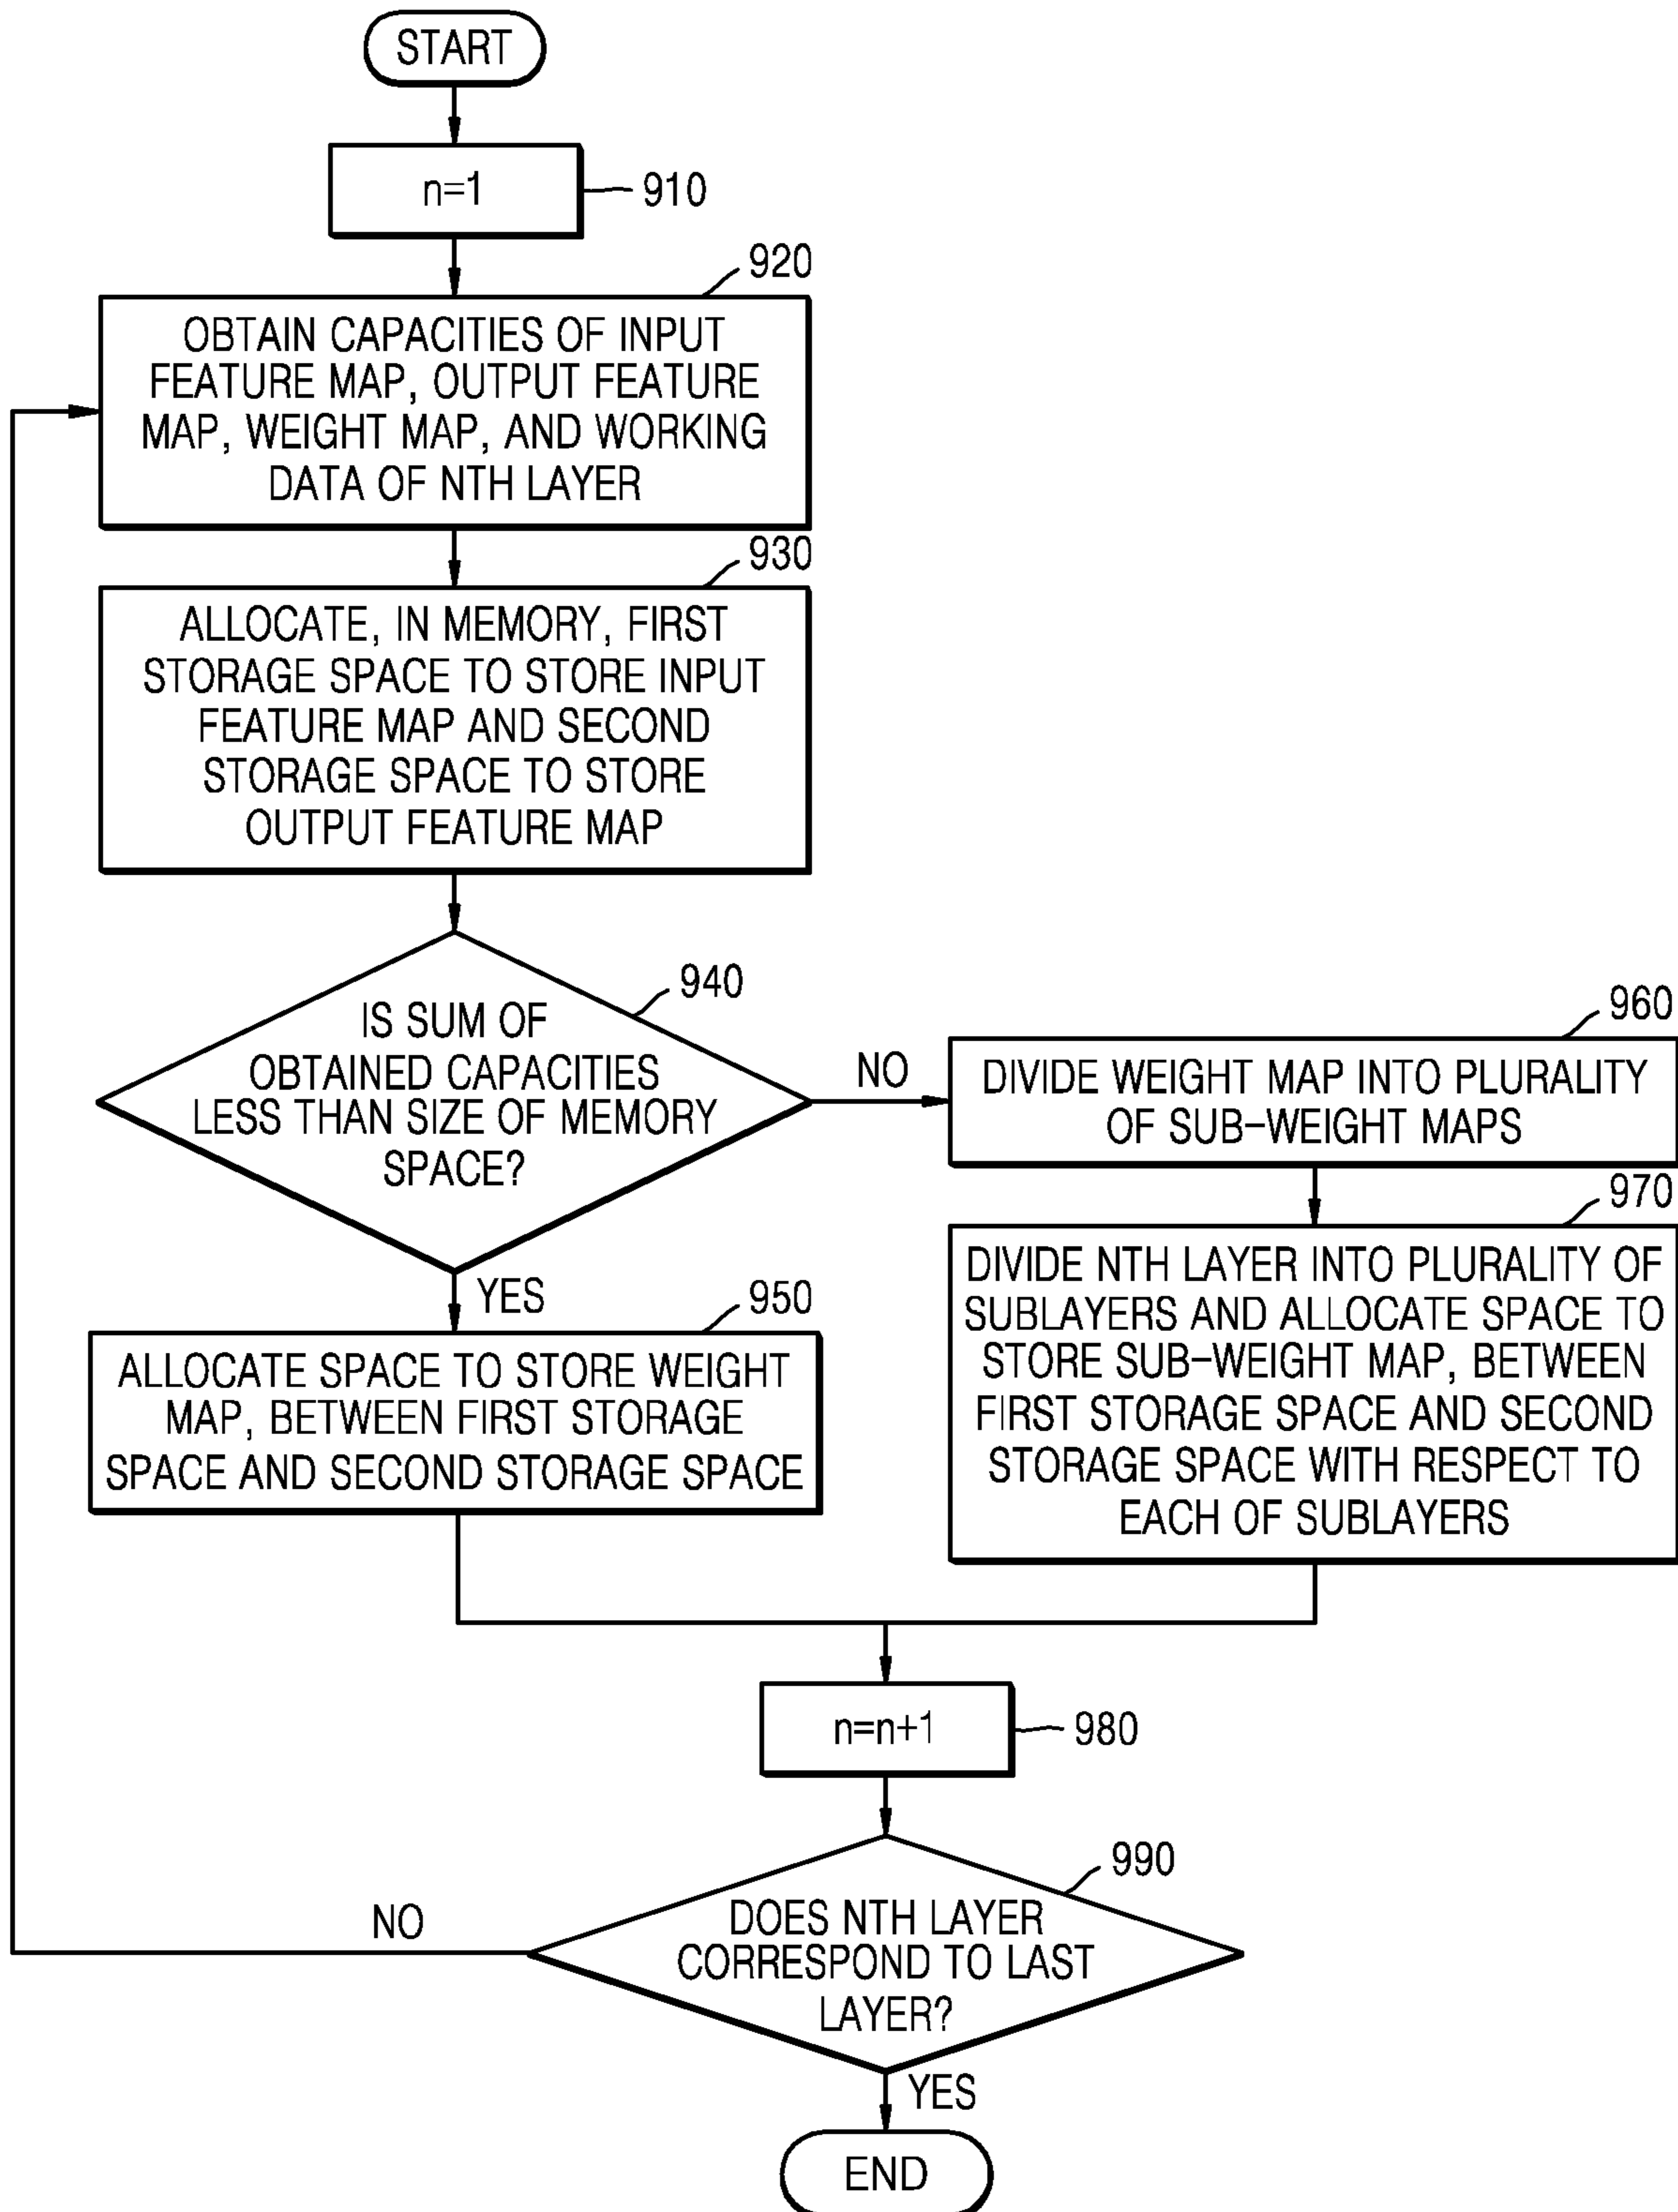 START
n=1
910
920
OBTAIN CAPACITIES OF INPUT
FEATURE MAP, OUTPUT FEATURE
MAP, WEIGHT MAP, AND WORKING
DATA OF NTH LAYER
930
ALLOCATE, IN MEMORY, FIRST
STORAGE SPACE TO STORE INPUT
FEATURE MAP AND SECOND
STORAGE SPACE TO STORE
OUTPUT FEATURE MAP
940
IS SUM OF
OBTAINED CAPACITIES
LESS THAN SIZE OF MEMORY
SPACE?
NO
960
DIVIDE WEIGHT MAP INTO PLURALITY
OF SUB-WEIGHT MAPS
970
DIVIDE NTH LAYER INTO PLURALITY OF
SUBLAYERS AND ALLOCATE SPACE TO
STORE SUB-WEIGHT MAP, BETWEEN
FIRST STORAGE SPACE AND SECOND
STORAGE SPACE WITH RESPECT TO
EACH OF SUBLAYERS
YES
950
ALLOCATE SPACE TO STORE WEIGHT
MAP, BETWEEN FIRST STORAGE
SPACE AND SECOND STORAGE SPACE
n=n+1
980
990
DOES NTH LAYER
CORRESPOND TO LAST
LAYER?
NO
YES
END